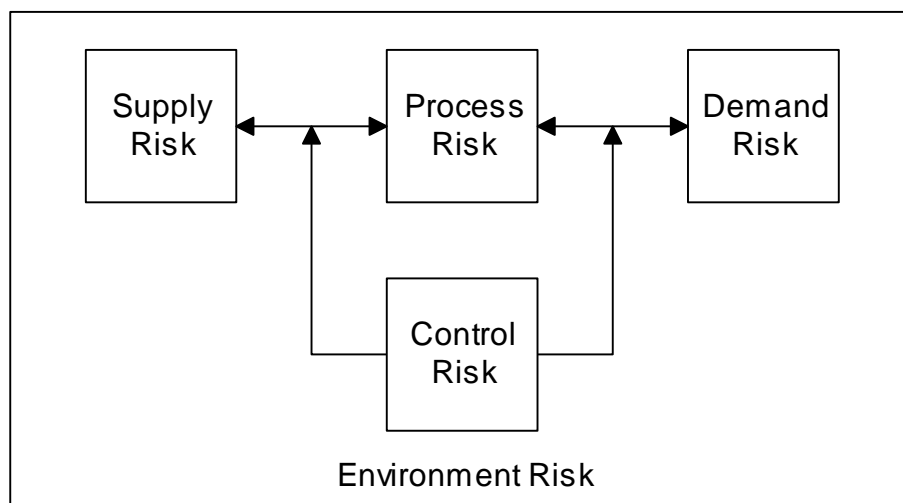 Supply
Risk
Process
Risk
Demand
Risk
Control
Risk
Environment Risk